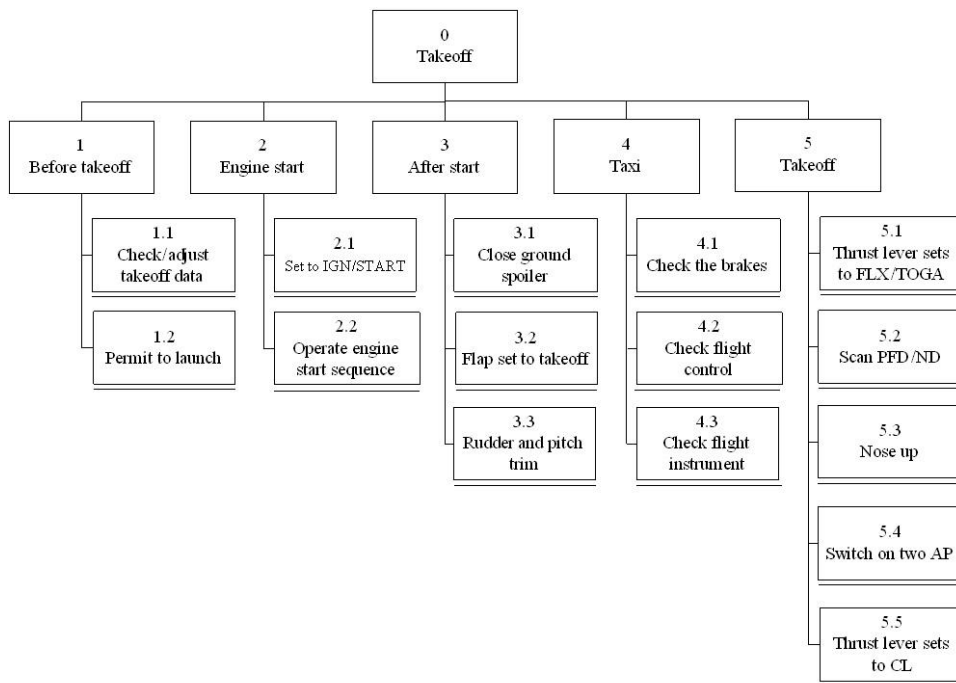 0
Takeoff
1
Before takeoff
2
Engine start
3
After start
4
Taxi
5
Takeoff
1.1
Check/adjust
takeoff data
1.2
Permit to launch
2.1
Set to IGN/START
2.2
Operate engine
start sequence
3.1
Close ground
spoiler
3.2
Flap set to takeoff
3.3
Rudder and pitch
trim
4.1
Check the brakes
4.2
Check flight
control
4.3
Check flight
instrument
5.1
Thrust lever sets
to FLX/TOGA
5.2
Scan PFD/ND
5.3
Nose up
5.4
Switch on two AP
5.5
Thrust lever sets
to CL